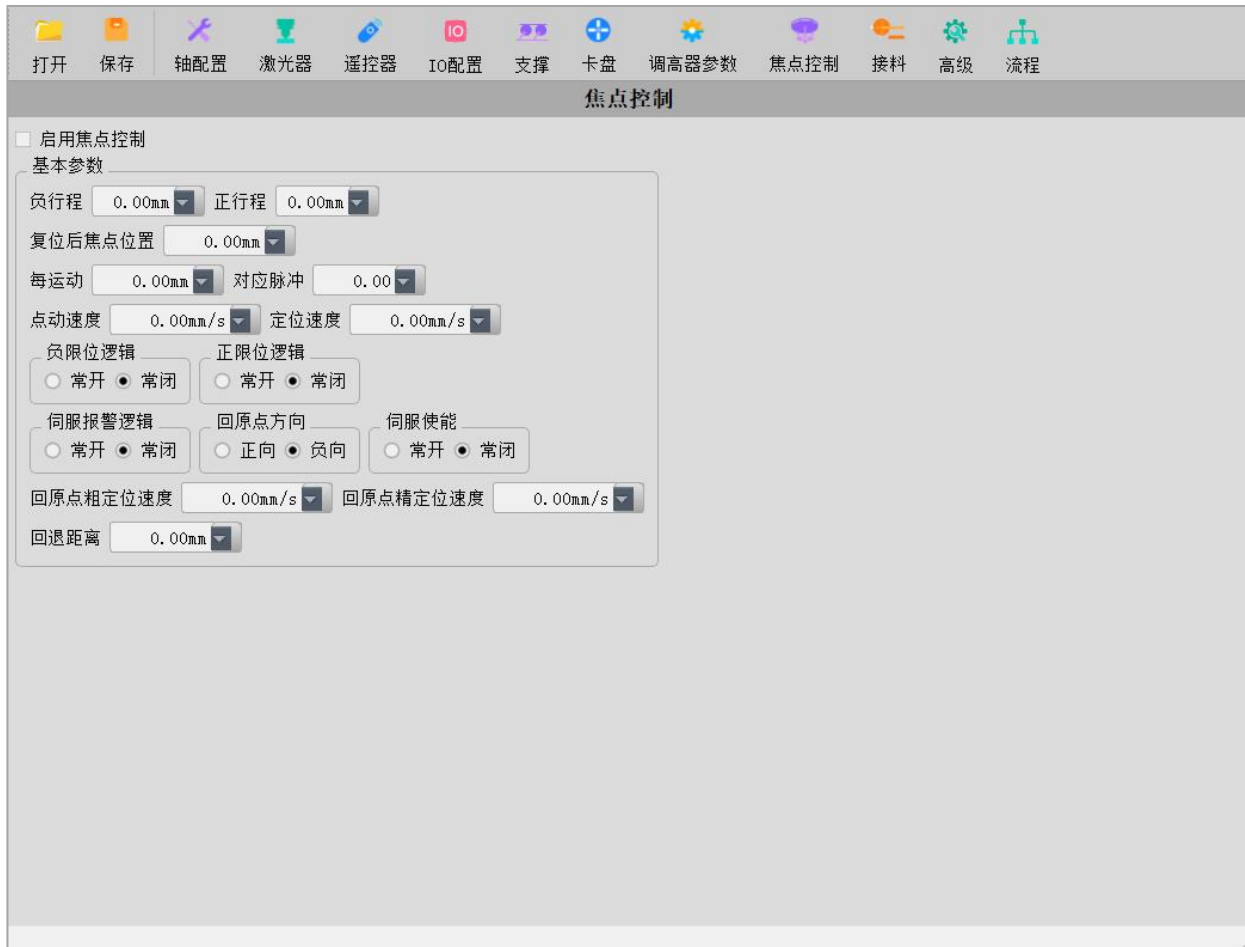 打开 保存 轴配置 激光器 遥控器 IO配置 支撑 卡盘 调高器参数 焦点控制 接料 高级 流程
焦点控制
启用焦点控制
基本参数
负行程 0.00mm 正行程 0.00mm
复位后焦点位置 0.00mm
每运动 0.00mm 对应脉冲 0.00
点动速度 0.00mm/s 定位速度 0.00mm/s
负限位逻辑 正限位逻辑
常开 常闭 常开 常闭
伺服报警逻辑 回原点方向 伺服使能
常开 常闭 正向 负向 常开 常闭
回原点粗定位速度 0.00mm/s 回原点精定位速度 0.00mm/s
回退距离 0.00mm